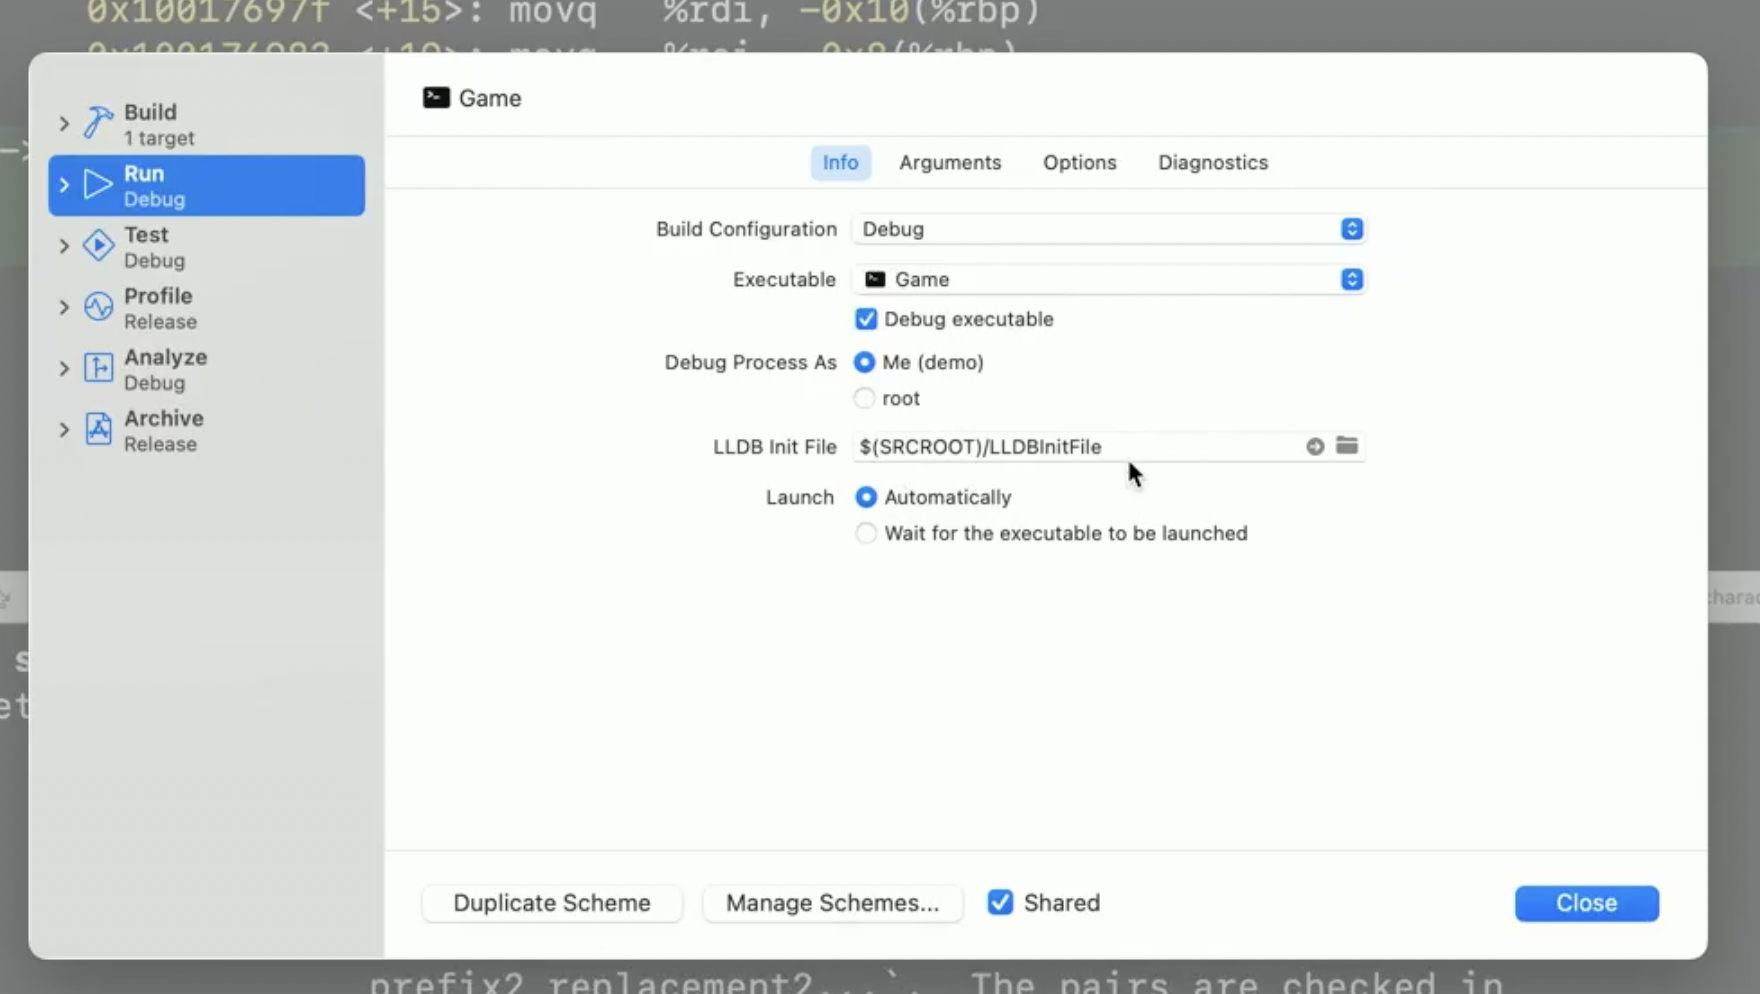 0x10017697f <+15>: movq %rdi, -0x10(%rbp)
Game
Build
1 target
Run
Debug
Test
Debug
Profile
Release
Analyze
Debug
Archive
Release
Info Arguments Options Diagnostics
Build Configuration Debug
Executable Game
Debug executable
Debug Process As Me (demo)
root
LLDB Init File $(SRCROOT)/LLDBInitFile
Launch Automatically
Wait for the executable to be launched
Duplicate Scheme Manage Schemes... Shared Close
prefix2 replacement2...`. The pairs are checked in